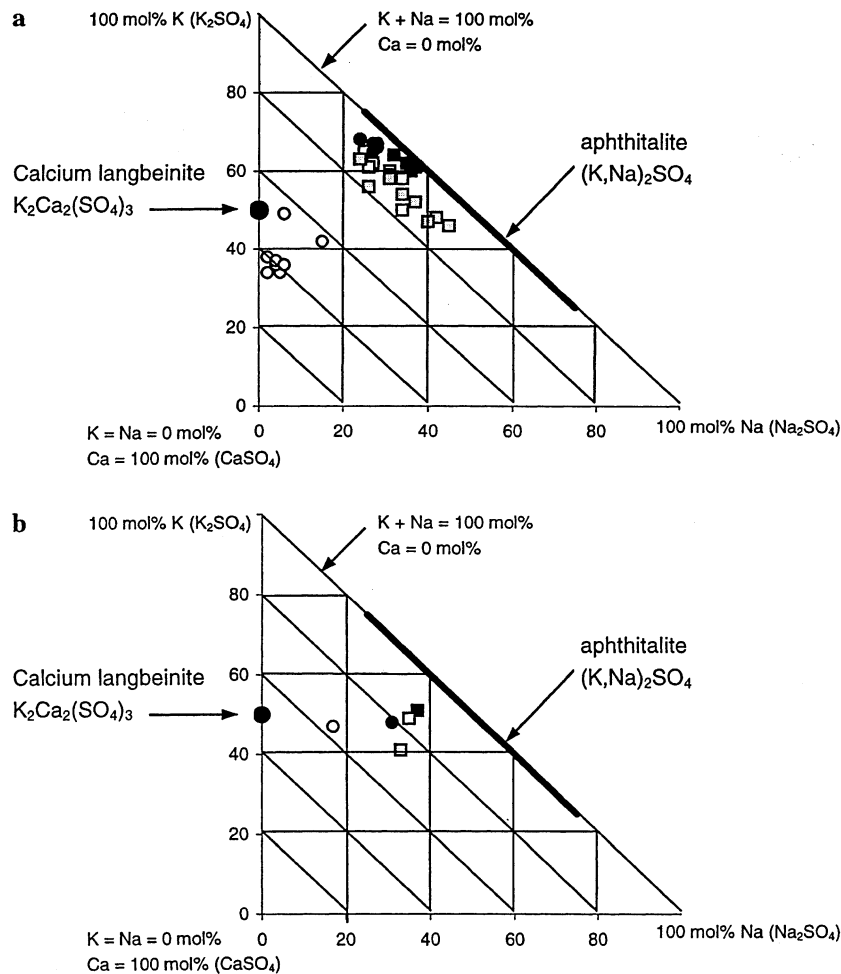 a
100 mol% K (K₂SO₄)
K + Na = 100 mol%
Ca = 0 mol%
80
aphthitalite
(K,Na)₂SO₄
Calcium langbeinite
K₂Ca₂(SO₄)₃
60
40
20
0
K = Na = 0 mol%
Ca = 100 mol% (CaSO₄)
0 20 40 60 80 100 mol% Na (Na₂SO₄)
b
100 mol% K (K₂SO₄)
K + Na = 100 mol%
Ca = 0 mol%
80
aphthitalite
(K,Na)₂SO₄
Calcium langbeinite
K₂Ca₂(SO₄)₃
60
40
20
0
K = Na = 0 mol%
Ca = 100 mol% (CaSO₄)
0 20 40 60 80 100 mol% Na (Na₂SO₄)